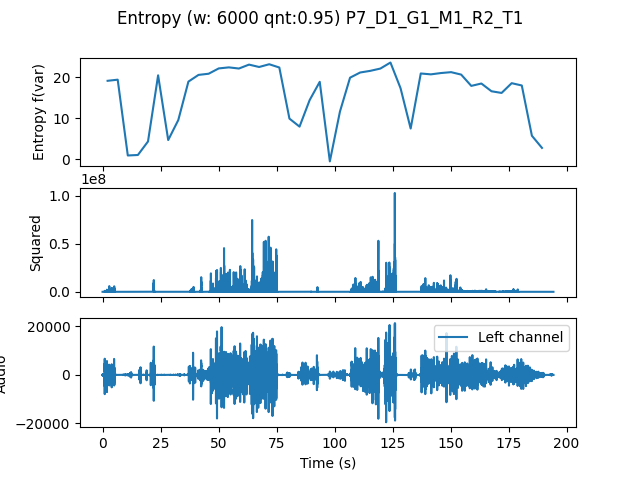 Entropy (w: 6000 qnt:0.95) P7_D1_G1_M1_R2_T1
Entropy f(var)
20
10
0
1e8
Squared
1.0
0.5
0.0
Audio
20000
0
−20000
Left channel
0 25 50 75 100 125 150 175 200
Time (s)